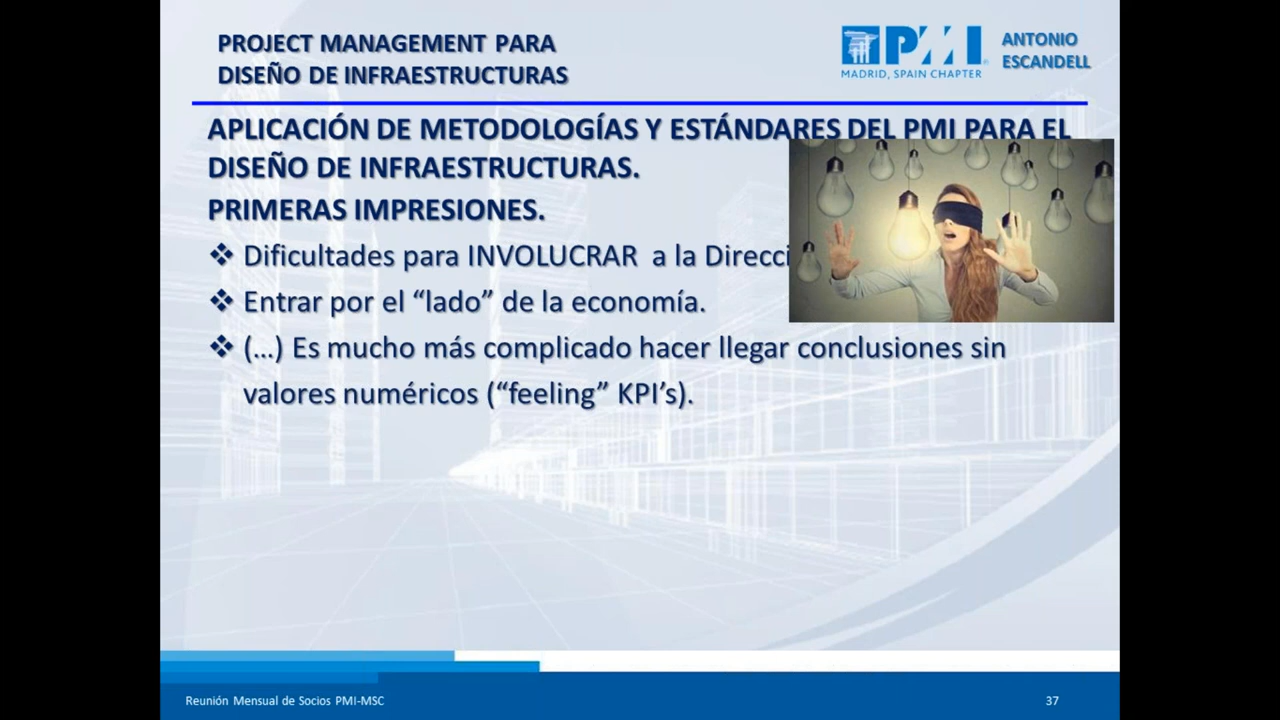 PROJECT MANAGEMENT PARA
DISEÑO DE INFRAESTRUCTURAS
PMI
MADRID, SPAIN CHAPTER
ANTONIO
ESCANDELL
APLICACIÓN DE METODOLOGÍAS Y ESTÁNDARES DEL PMI PARA EL
DISEÑO DE INFRAESTRUCTURAS.
PRIMERAS IMPRESIONES.
❖ Dificultades para INVOLUCRAR a la Direcci
❖ Entrar por el “lado” de la economía.
❖ (…) Es mucho más complicado hacer llegar conclusiones sin
valores numéricos (“feeling” KPI’s).
Reunión Mensual de Socios PMI-MSC
37